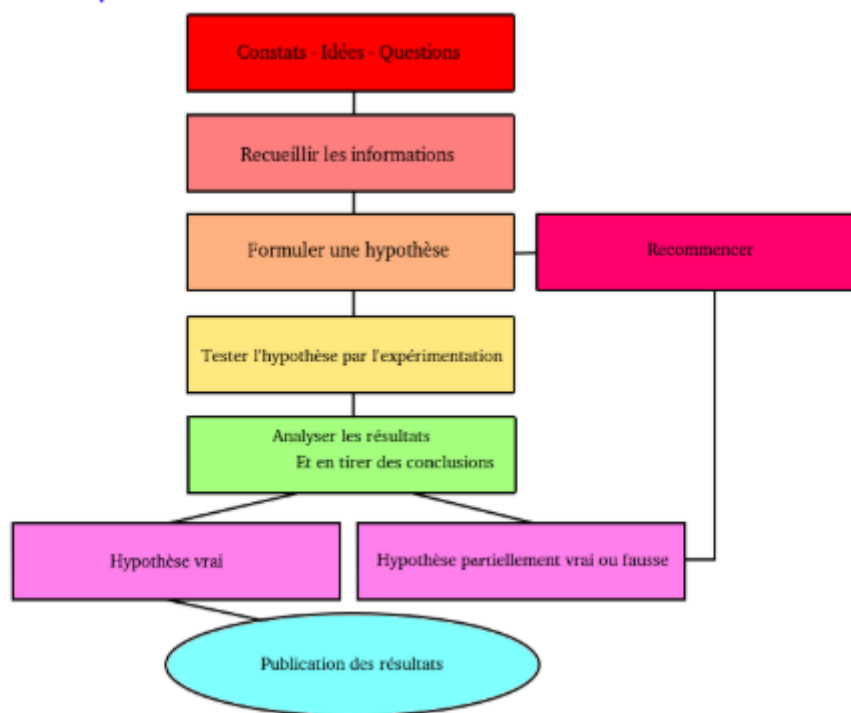 Constats - Idées - Questions
Recueillir les informations
Formuler une hypothèse
Recommencer
Tester l'hypothèse par l'expérimentation
Analyser les résultats
Et en tirer des conclusions
Hypothèse vrai
Hypothèse partiellement vrai ou fausse
Publication des résultats